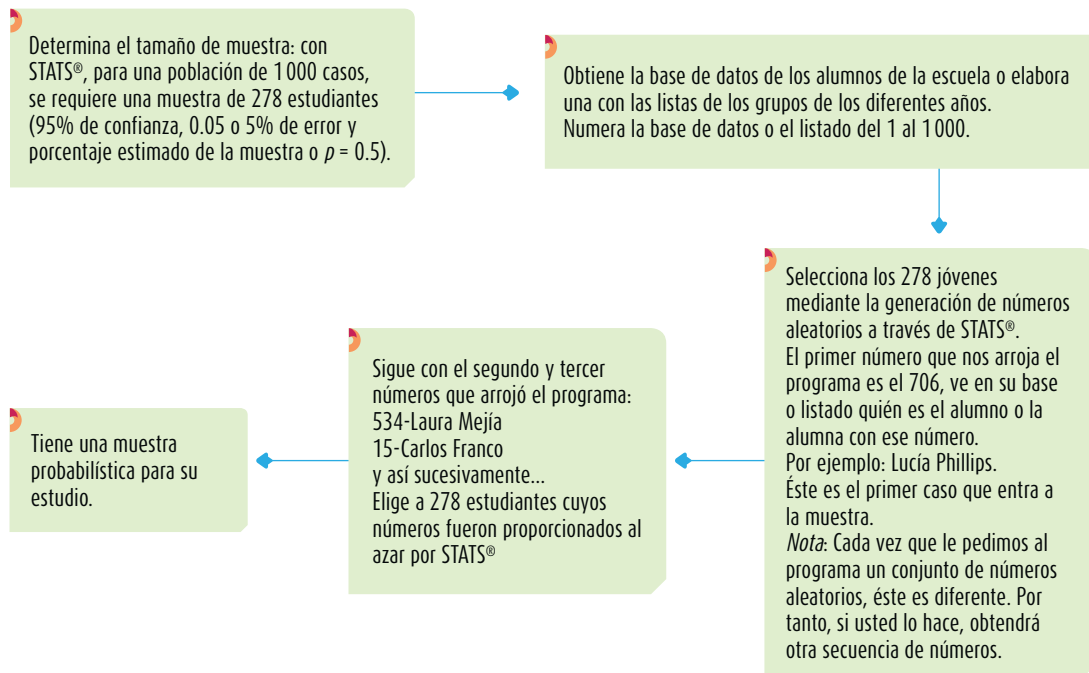 Determina el tamaño de muestra: con
STATS®, para una población de 1 000 casos,
se requiere una muestra de 278 estudiantes
(95% de confianza, 0.05 o 5% de error y
porcentaje estimado de la muestra o p = 0.5).
Obtiene la base de datos de los alumnos de la escuela o elabora
una con las listas de los grupos de los diferentes años.
Numera la base de datos o el listado del 1 al 1 000.
Selecciona los 278 jóvenes
mediante la generación de números
aleatorios a través de STATS®.
El primer número que nos arroja el
programa es el 706, ve en su base
o listado quién es el alumno o la
alumna con ese número.
Por ejemplo: Lucía Phillips.
Éste es el primer caso que entra a
la muestra.
Nota: Cada vez que le pedimos al
programa un conjunto de números
aleatorios, éste es diferente. Por
tanto, si usted lo hace, obtendrá
otra secuencia de números.
Sigue con el segundo y tercer
números que arrojó el programa:
534-Laura Mejía
15-Carlos Franco
y así sucesivamente...
Elige a 278 estudiantes cuyos
números fueron proporcionados al
azar por STATS®
Tiene una muestra
probabilística para su
estudio.